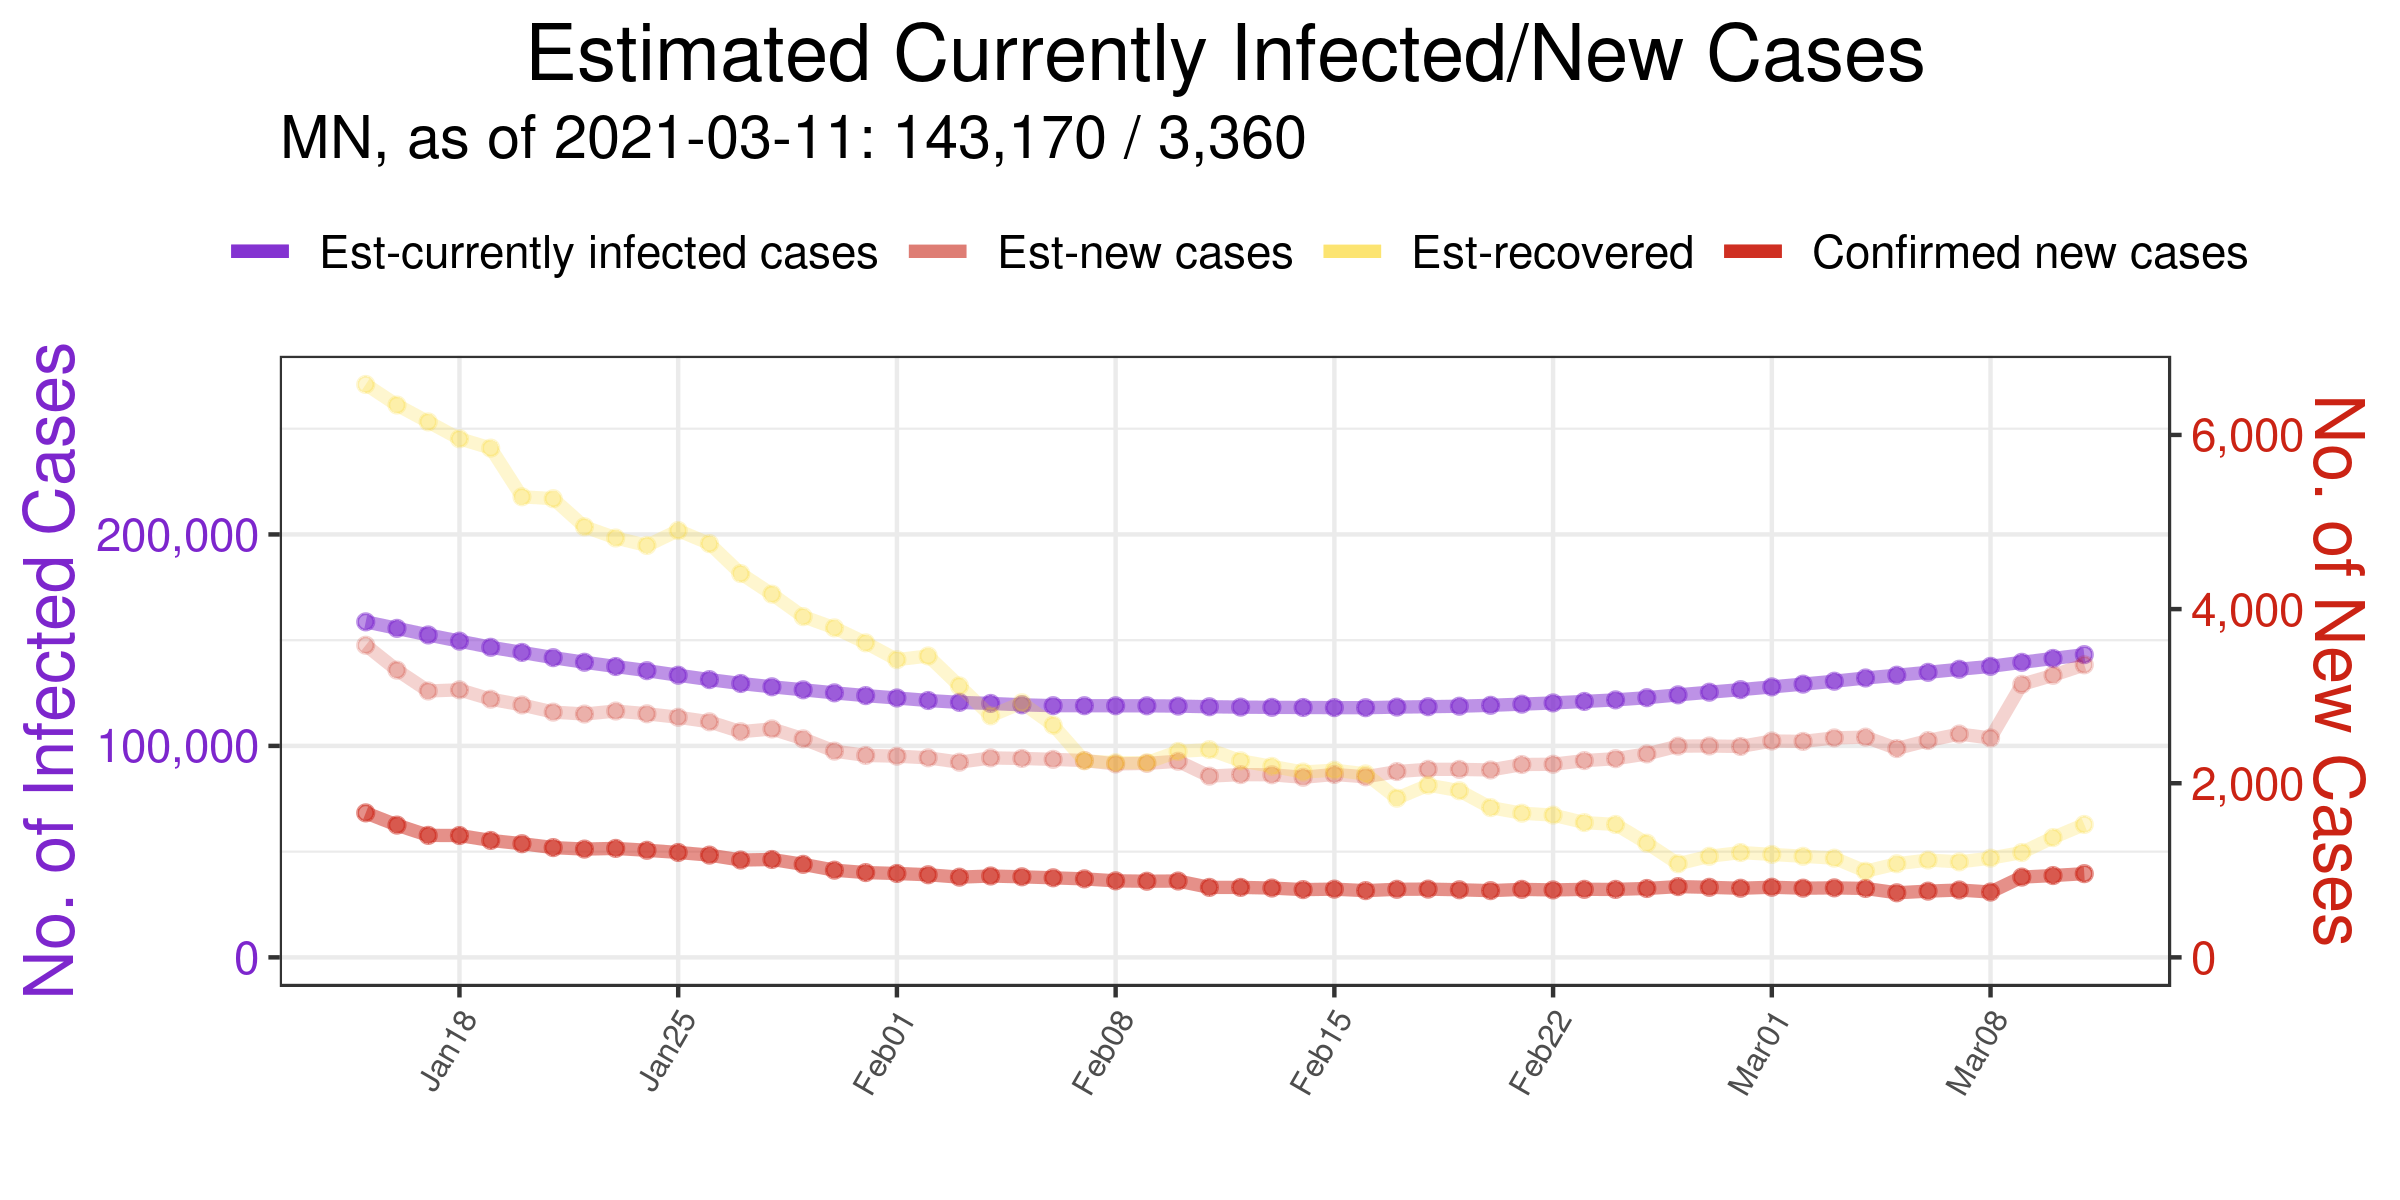 Estimated Currently Infected/New Cases
MN, as of 2021-03-11: 143,170 / 3,360
Est-currently infected cases Est-new cases Est-recovered Confirmed new cases
No. of Infected Cases
200,000
100,000
0
6,000
4,000
2,000
0
No. of New Cases
Jan18 Jan25 Feb01 Feb08 Feb15 Feb22 Mar01 Mar08